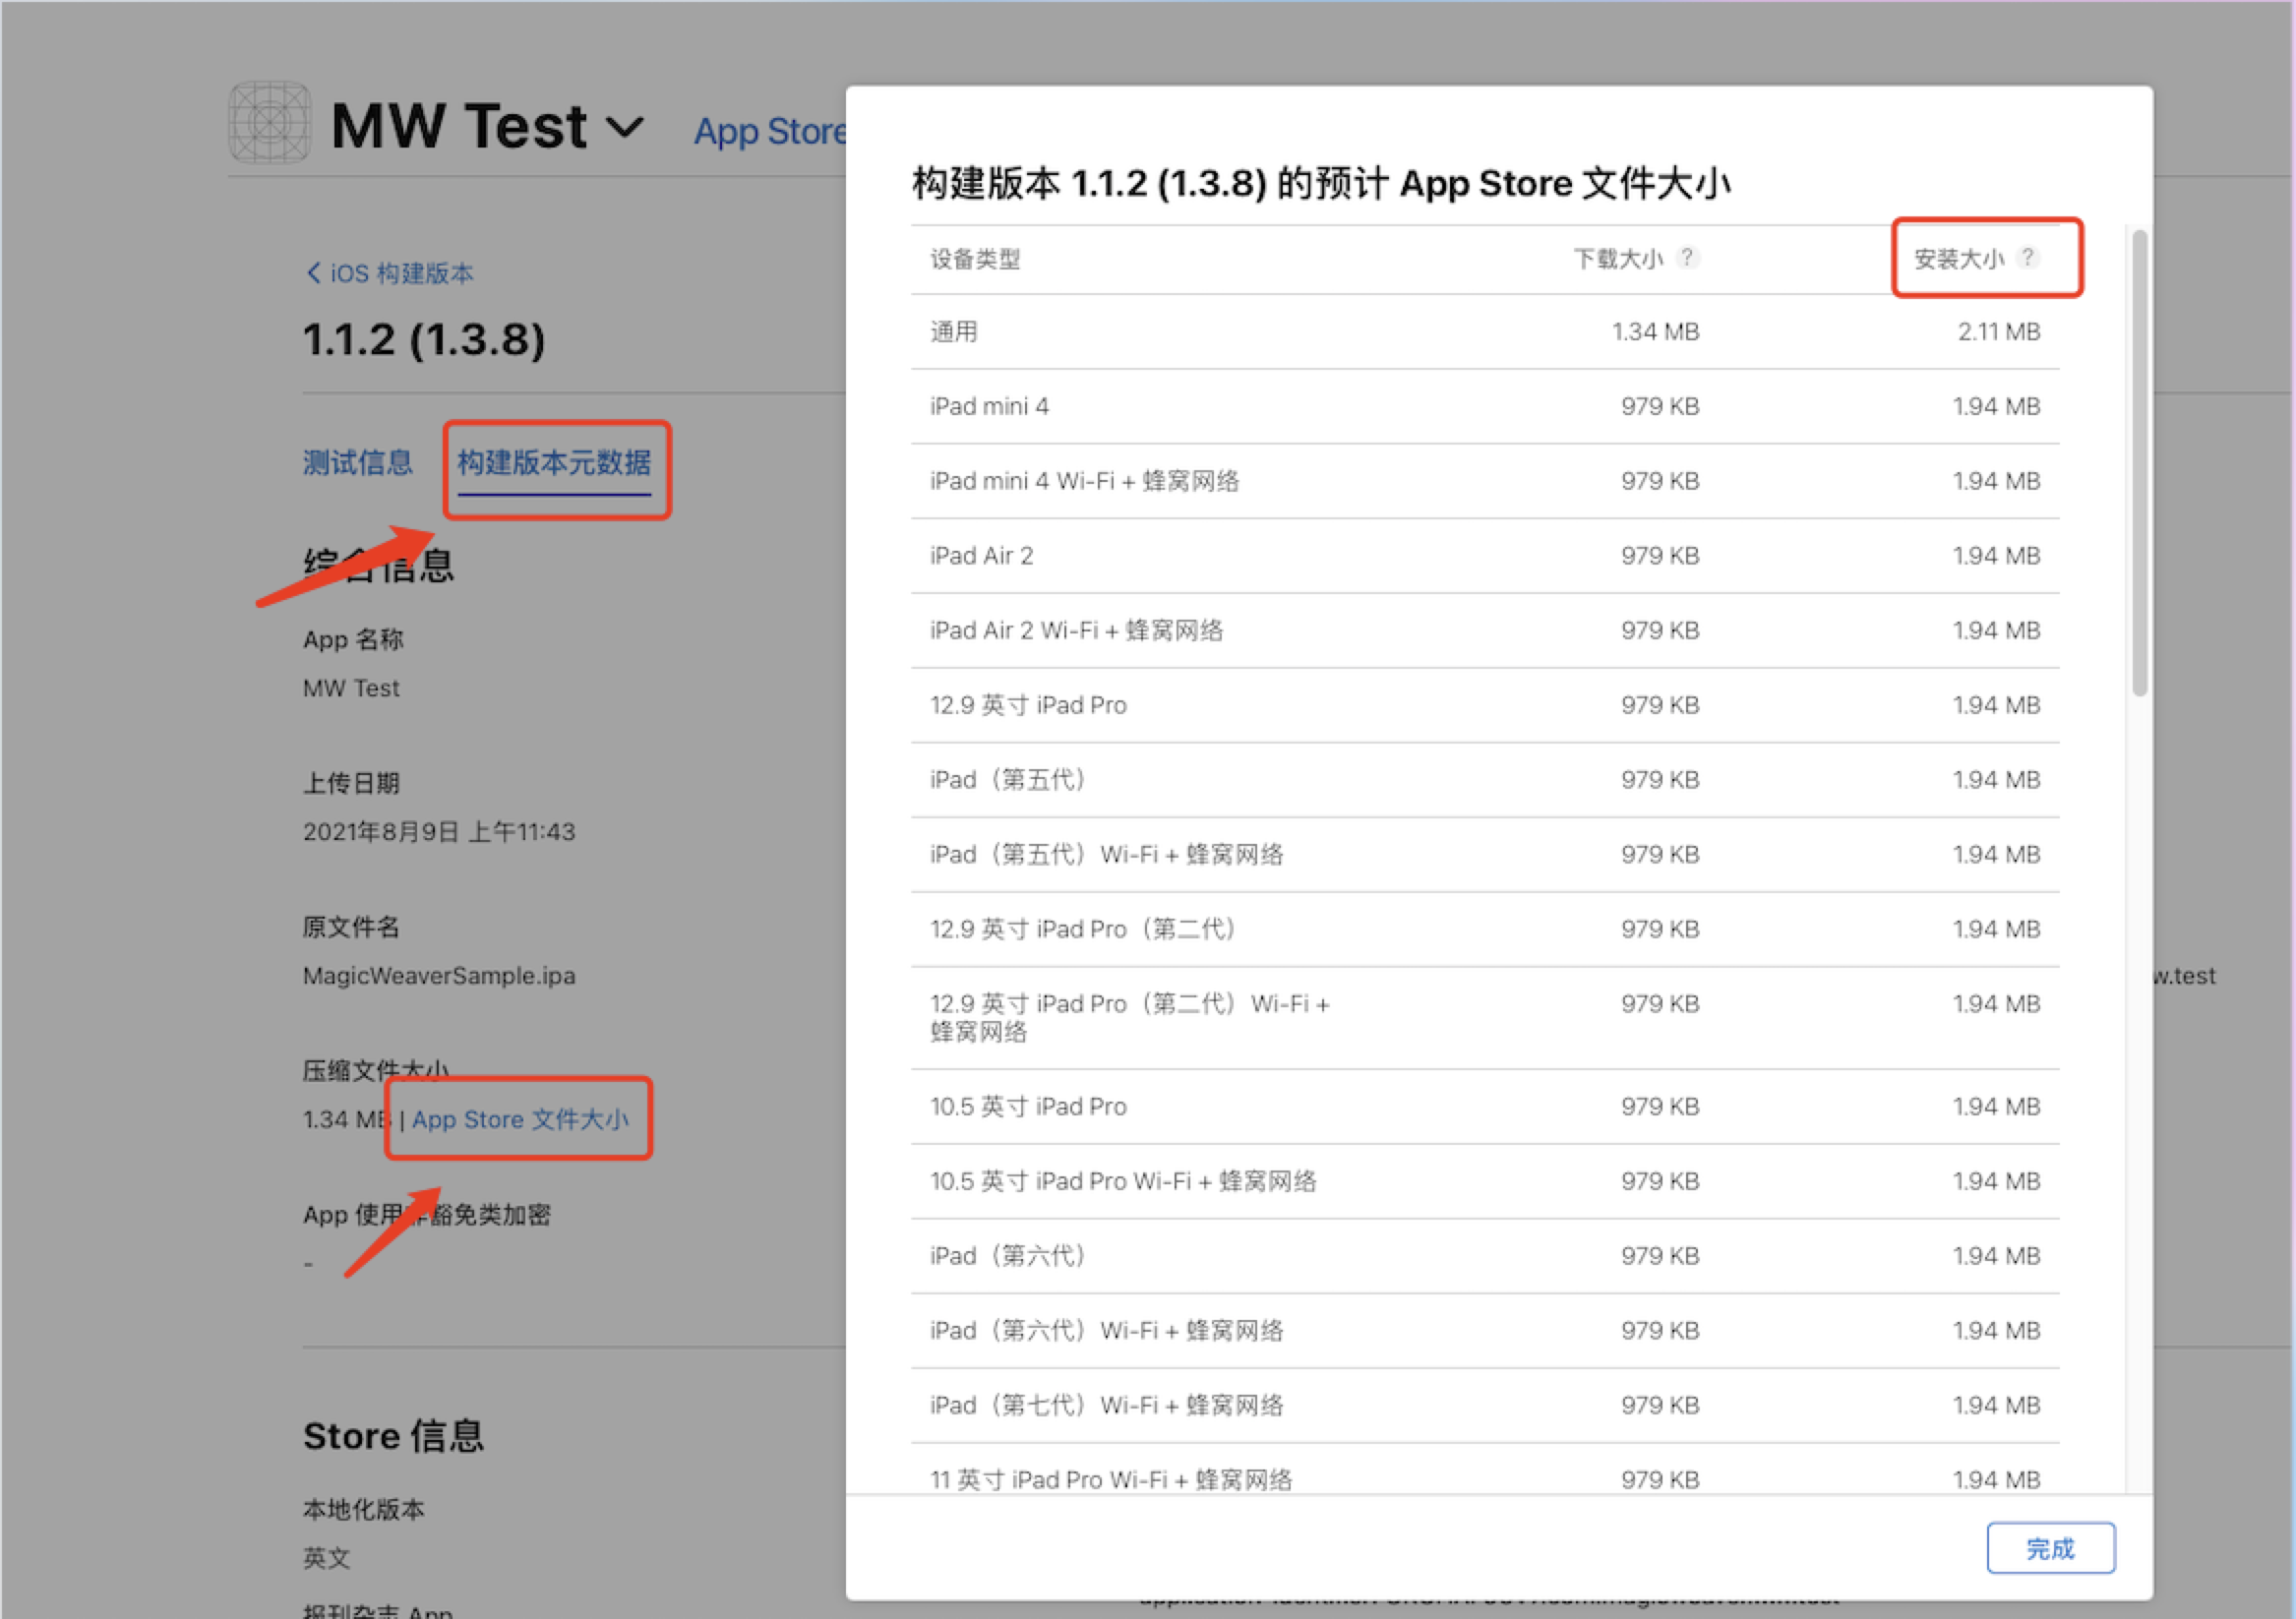 MW Test
App Store
iOS 构建版本
1.1.2 (1.3.8)
测试信息 构建版本元数据
综合信息
App 名称
MW Test
上传日期
2021年8月9日 上午11:43
原文件名
MagicWeaverSample.ipa
w.test
压缩文件大小
1.34 MB | App Store 文件大小
App 使用非豁免类加密
-
Store 信息
本地化版本
英文
报刊杂志 App
构建版本 1.1.2 (1.3.8) 的预计 App Store 文件大小
设备类型 下载大小 ? 安装大小 ?
通用 1.34 MB 2.11 MB
iPad mini 4 979 KB 1.94 MB
iPad mini 4 Wi-Fi + 蜂窝网络 979 KB 1.94 MB
iPad Air 2 979 KB 1.94 MB
iPad Air 2 Wi-Fi + 蜂窝网络 979 KB 1.94 MB
12.9 英寸 iPad Pro 979 KB 1.94 MB
iPad（第五代） 979 KB 1.94 MB
iPad（第五代）Wi-Fi + 蜂窝网络 979 KB 1.94 MB
12.9 英寸 iPad Pro（第二代） 979 KB 1.94 MB
12.9 英寸 iPad Pro（第二代）Wi-Fi + 979 KB 1.94 MB
蜂窝网络
10.5 英寸 iPad Pro 979 KB 1.94 MB
10.5 英寸 iPad Pro Wi-Fi + 蜂窝网络 979 KB 1.94 MB
iPad（第六代） 979 KB 1.94 MB
iPad（第六代）Wi-Fi + 蜂窝网络 979 KB 1.94 MB
iPad（第七代）Wi-Fi + 蜂窝网络 979 KB 1.94 MB
11 英寸 iPad Pro Wi-Fi + 蜂窝网络 979 KB 1.94 MB
完成